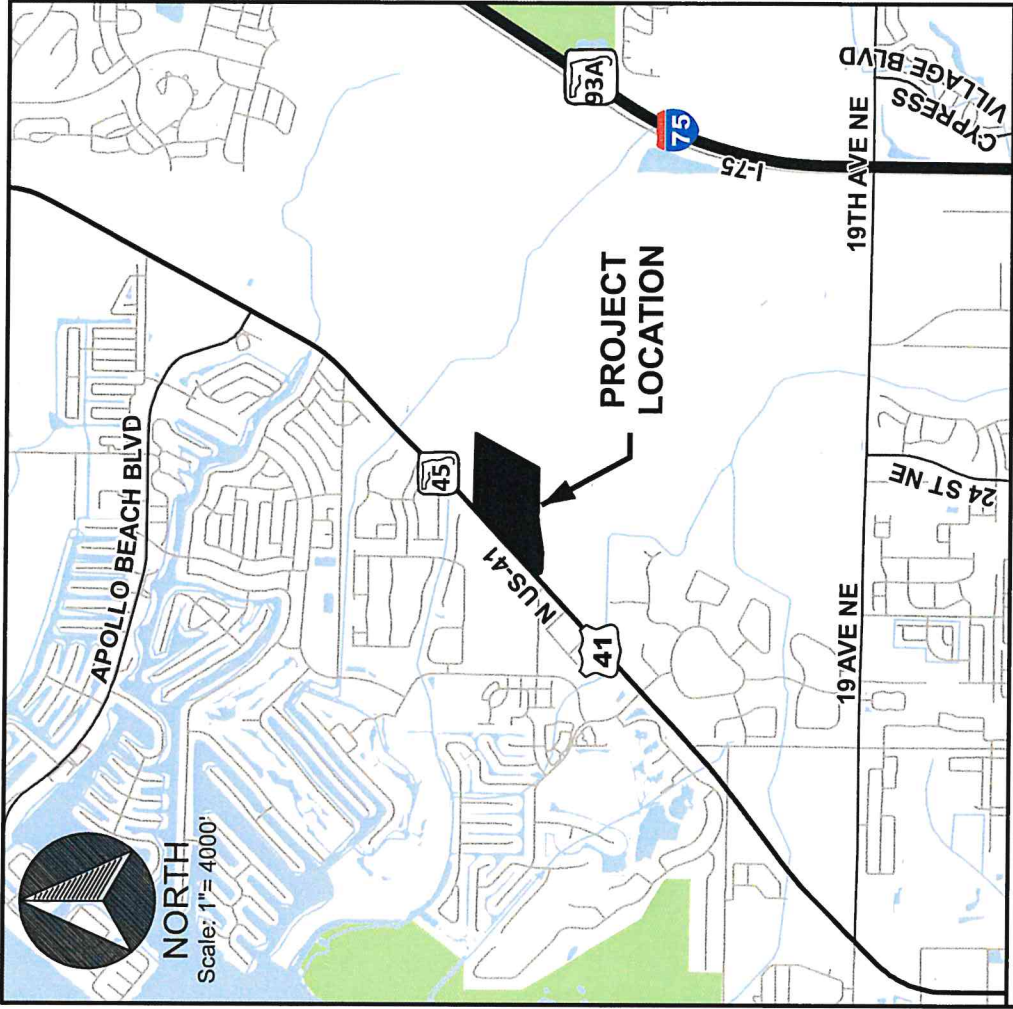 APOLLO BEACH BLVD
NORTH
Scale: 1"= 4000'
93A
75
I-75
CYPRESS
VILLAGE BLVD
19TH AVE NE
PROJECT
LOCATION
45
N US-41
41
24 ST NE
19 AVE NE